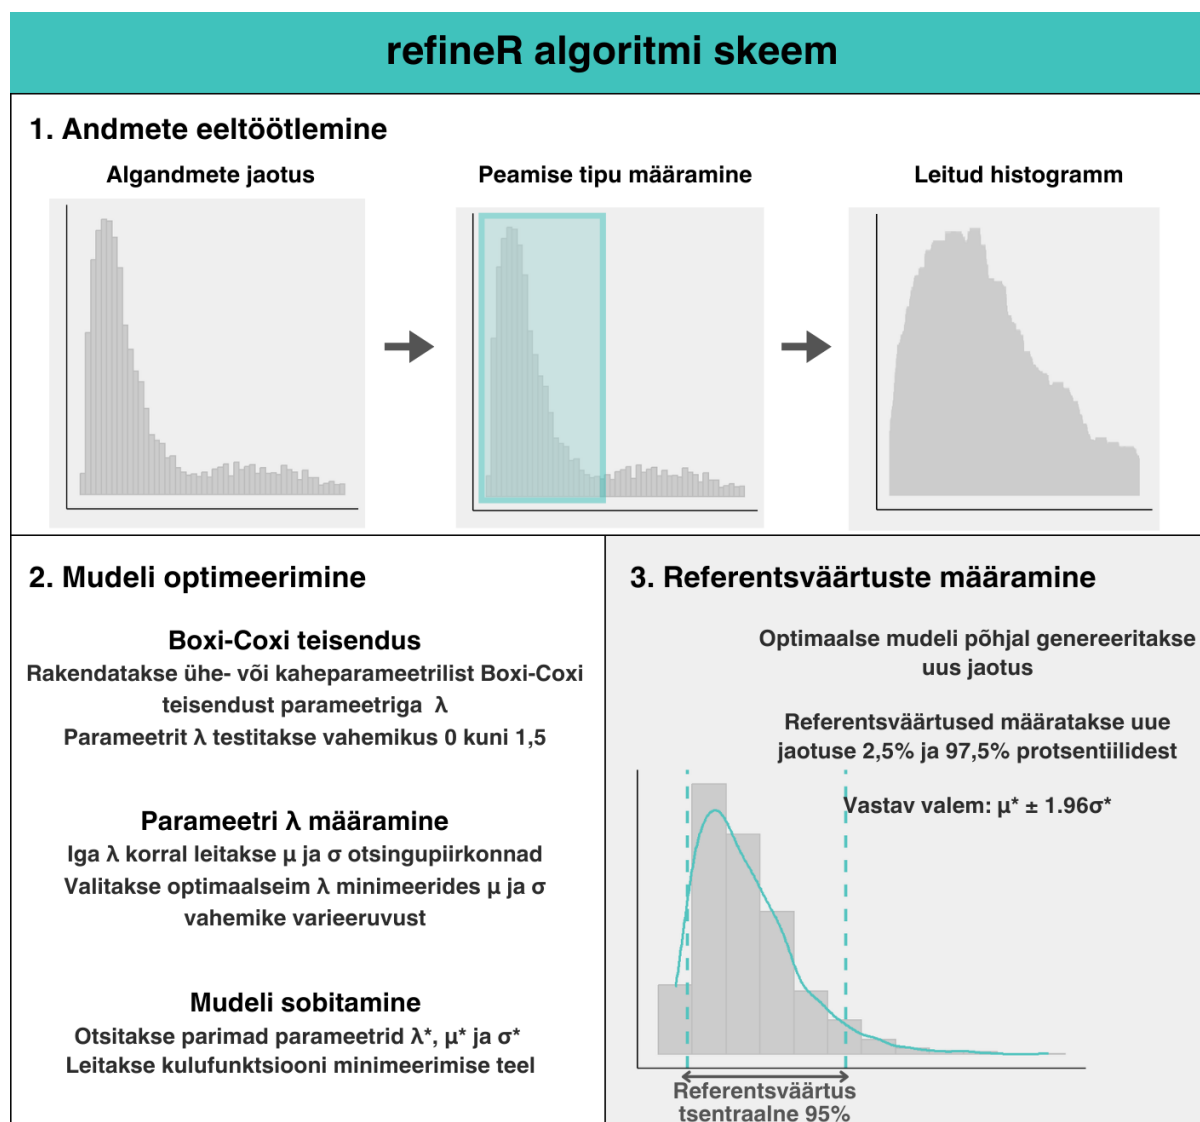 refineR algoritmi skeem
1. Andmete eeltöötlemine
Algandmete jaotus
Peamise tipu määramine
Leitud histogramm
2. Mudeli optimeerimine
Boxi-Coxi teisendus
Rakendatakse ühe- või kaheparameetrilist Boxi-Coxi
teisendust parameetriga λ
Parameetrit λ testitakse vahemikus 0 kuni 1,5
Parameetri λ määramine
Iga λ korral leitakse μ ja σ otsingupiirkonnad
Valitakse optimaalseim λ minimeerides μ ja σ
vahemike varieeruvust
Mudeli sobitamine
Otsitakse parimad parameetrid λ*, μ* ja σ*
Leitakse kulufunktsiooni minimeerimise teel
3. Referentsväärtuste määramine
Optimaalse mudeli põhjal genereeritakse
uus jaotus
Referentsväärtused määratakse uue
jaotuse 2,5% ja 97,5% protsentiilidest
Vastav valem: μ* ± 1.96σ*
Referentsväärtus
tsentraalne 95%